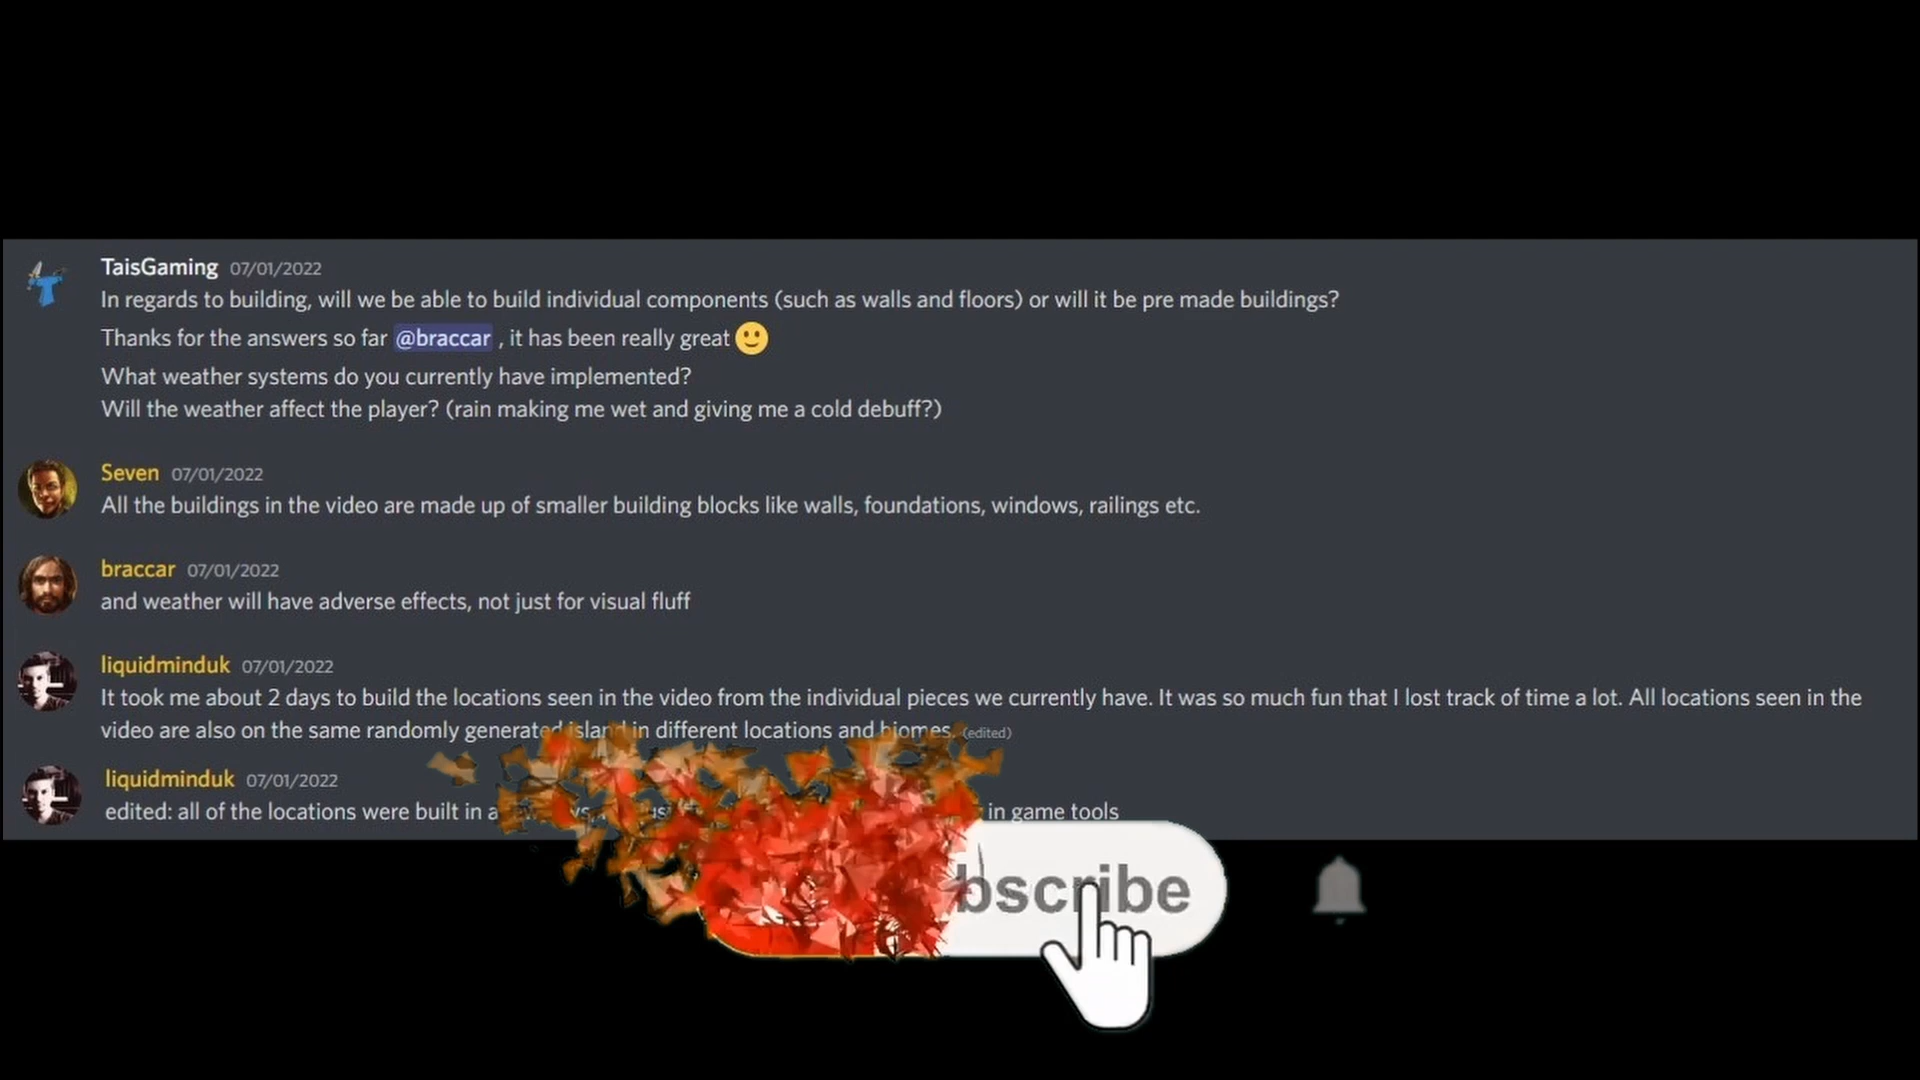 TaisGaming 07/01/2022
In regards to building, will we be able to build individual components (such as walls and floors) or will it be pre made buildings?
Thanks for the answers so far @braccar , it has been really great
What weather systems do you currently have implemented?
Will the weather affect the player? (rain making me wet and giving me a cold debuff?)
Seven 07/01/2022
All the buildings in the video are made up of smaller building blocks like walls, foundations, windows, railings etc.
braccar 07/01/2022
and weather will have adverse effects, not just for visual fluff
liquidminduk 07/01/2022
It took me about 2 days to build the locations seen in the video from the individual pieces we currently have. It was so much fun that I lost track of time a lot. All locations seen in the
video are also on the same randomly generated island in different locations and biomes. (edited)
liquidminduk 07/01/2022
edited: all of the locations were built in a in game tools
bscribe